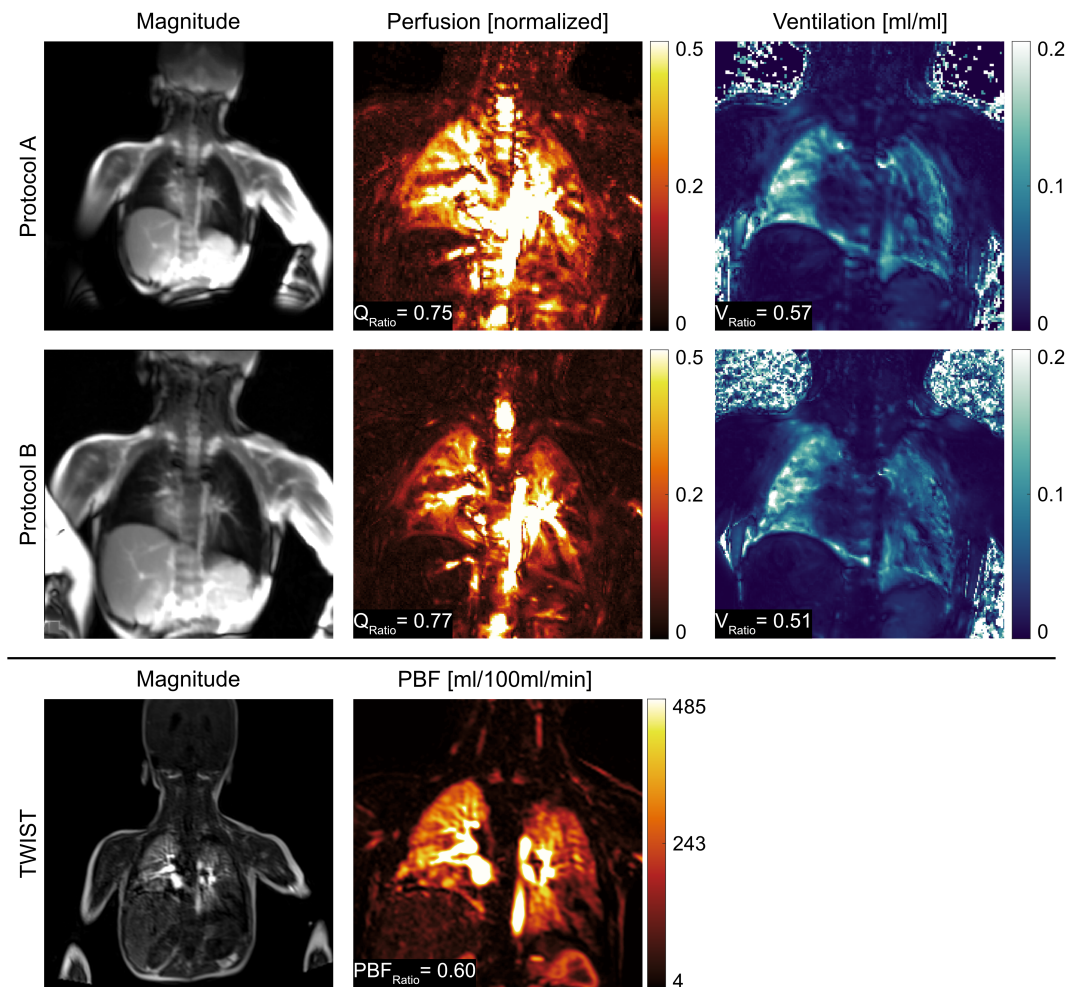 Magnitude
Perfusion [normalized]
Ventilation [ml/ml]
Protocol A
0.5
0.2
0
Q_Ratio = 0.75
0.2
0.1
0
V_Ratio = 0.57
Protocol B
0.5
0.2
0
Q_Ratio = 0.77
0.2
0.1
0
V_Ratio = 0.51
Magnitude
PBF [ml/100ml/min]
TWIST
485
243
4
PBF_Ratio = 0.60